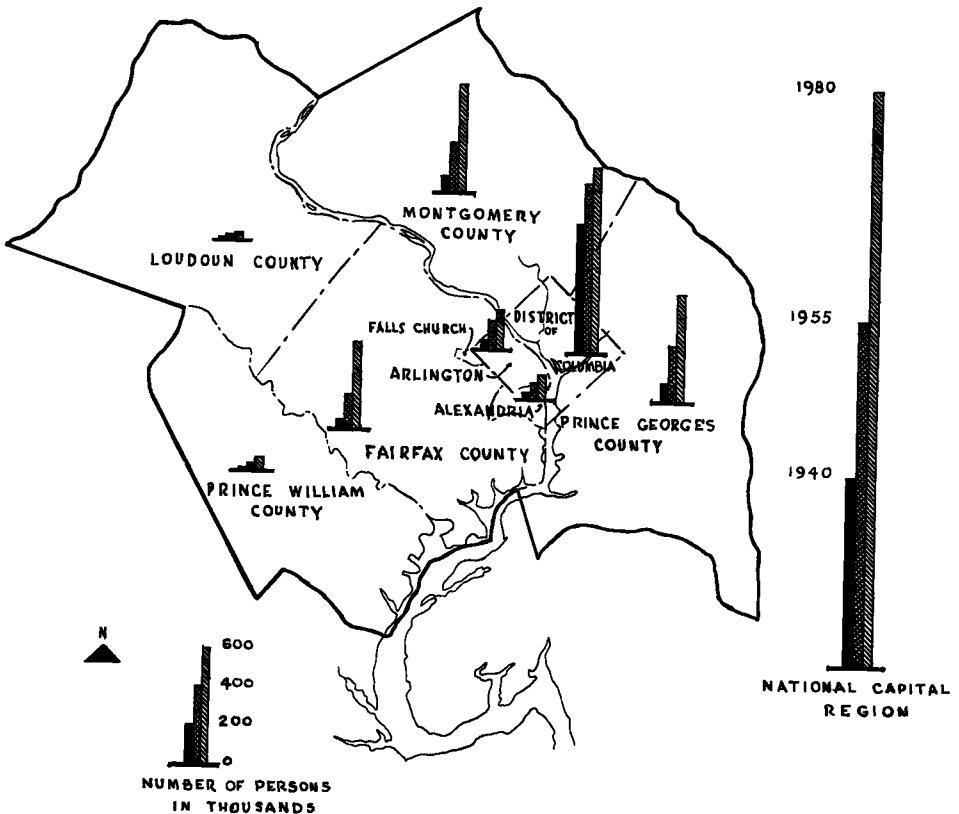 1980
MONTGOMERY
COUNTY
LOUDOUN COUNTY
DISTRICT
OF
COLUMBIA
1955
FALLS CHURCH
ARLINGTON
ALEXANDRIA
PRINCE GEORGE'S
COUNTY
FAIRFAX COUNTY
1940
PRINCE WILLIAM
COUNTY
N
600
400
200
0
NUMBER OF PERSONS
IN THOUSANDS
NATIONAL CAPITAL
REGION